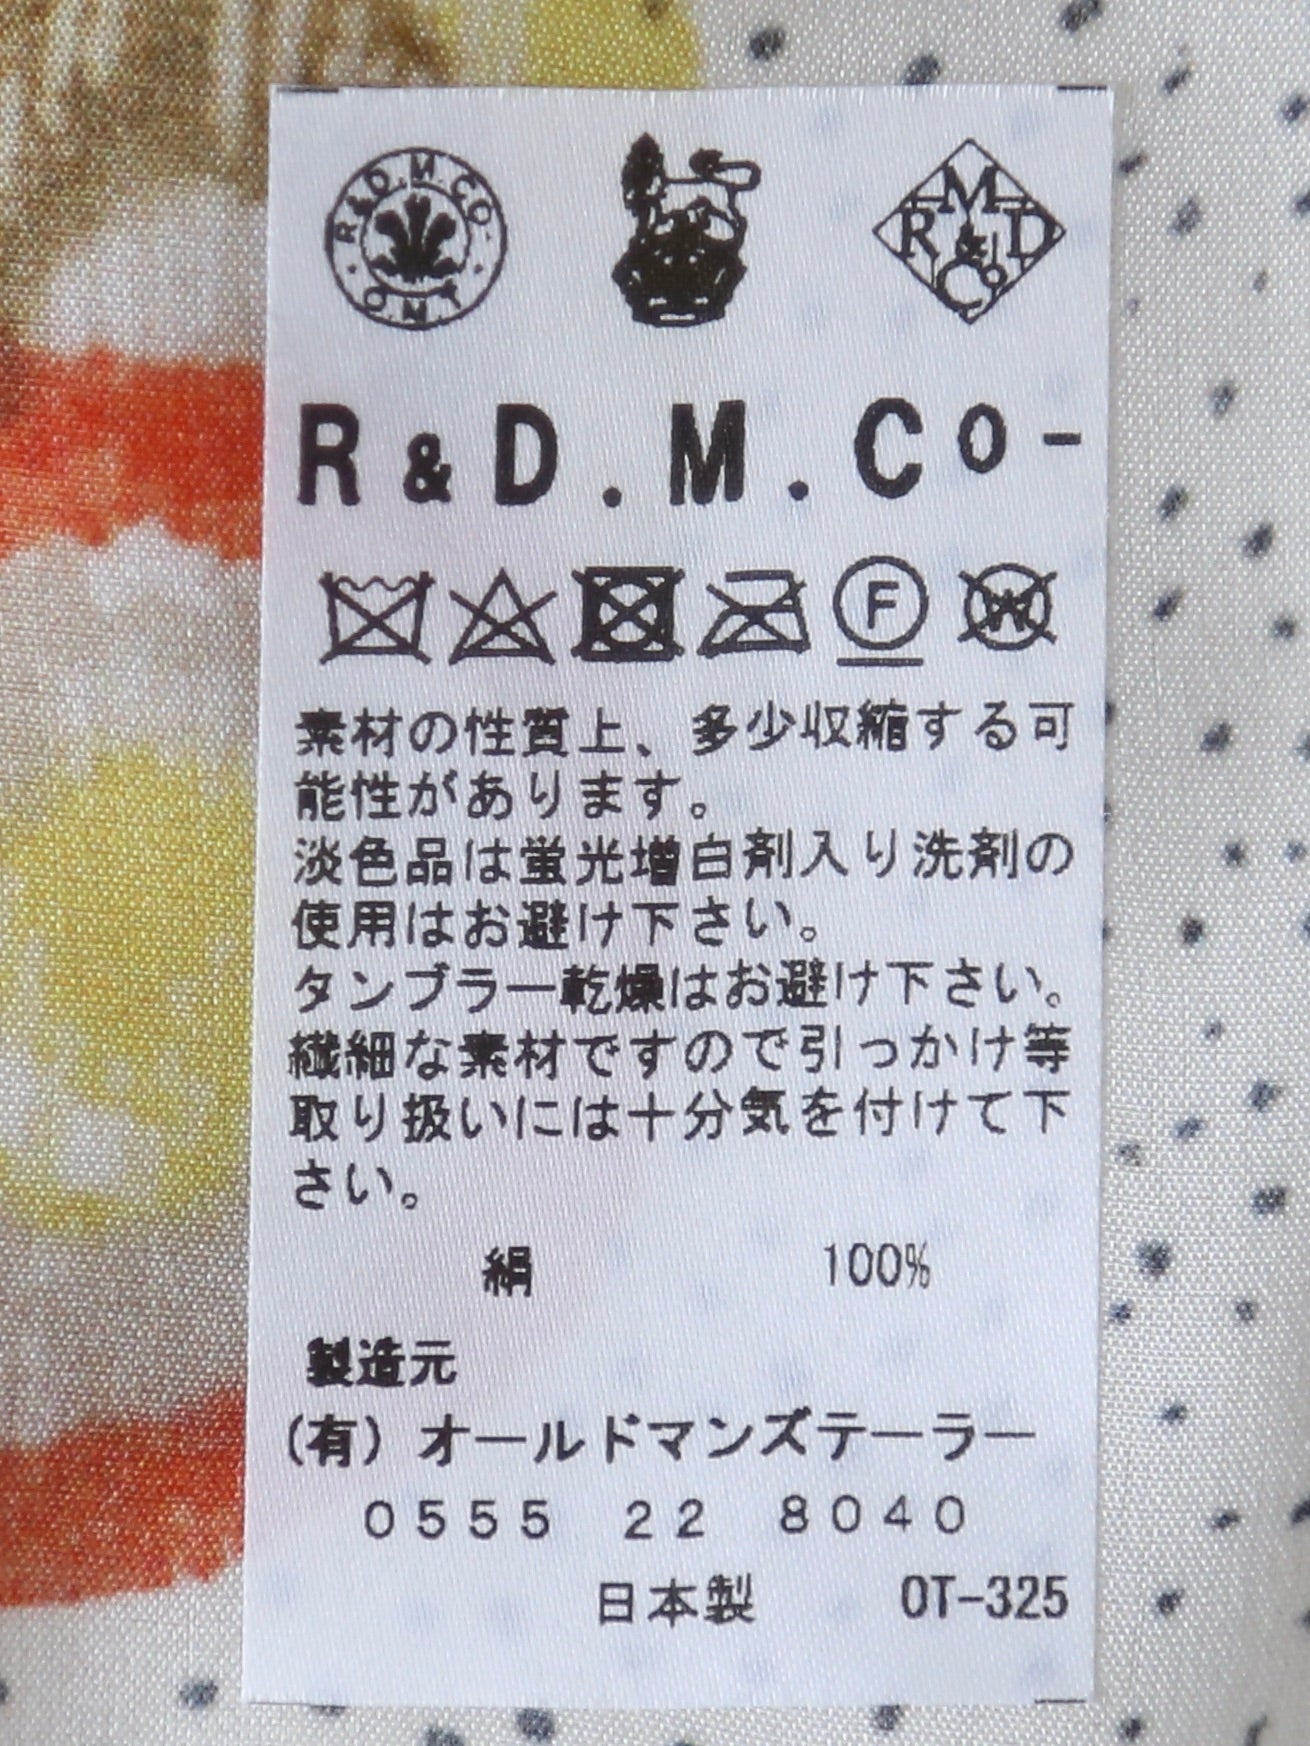 R&D.M.CO.
O.M.T
M
R & D
Co
R&D.M.Co-
F
W
素材の性質上、多少収縮する可
能性があります。
淡色品は蛍光増白剤入り洗剤の
使用はお避け下さい。
タンブラー乾燥はお避け下さい。
繊細な素材ですので引っかけ等
取り扱いには十分気を付けて下
さい。
絹 100%
製造元
(有) オールドマンズテーラー
0555 22 8040
日本製 OT-325